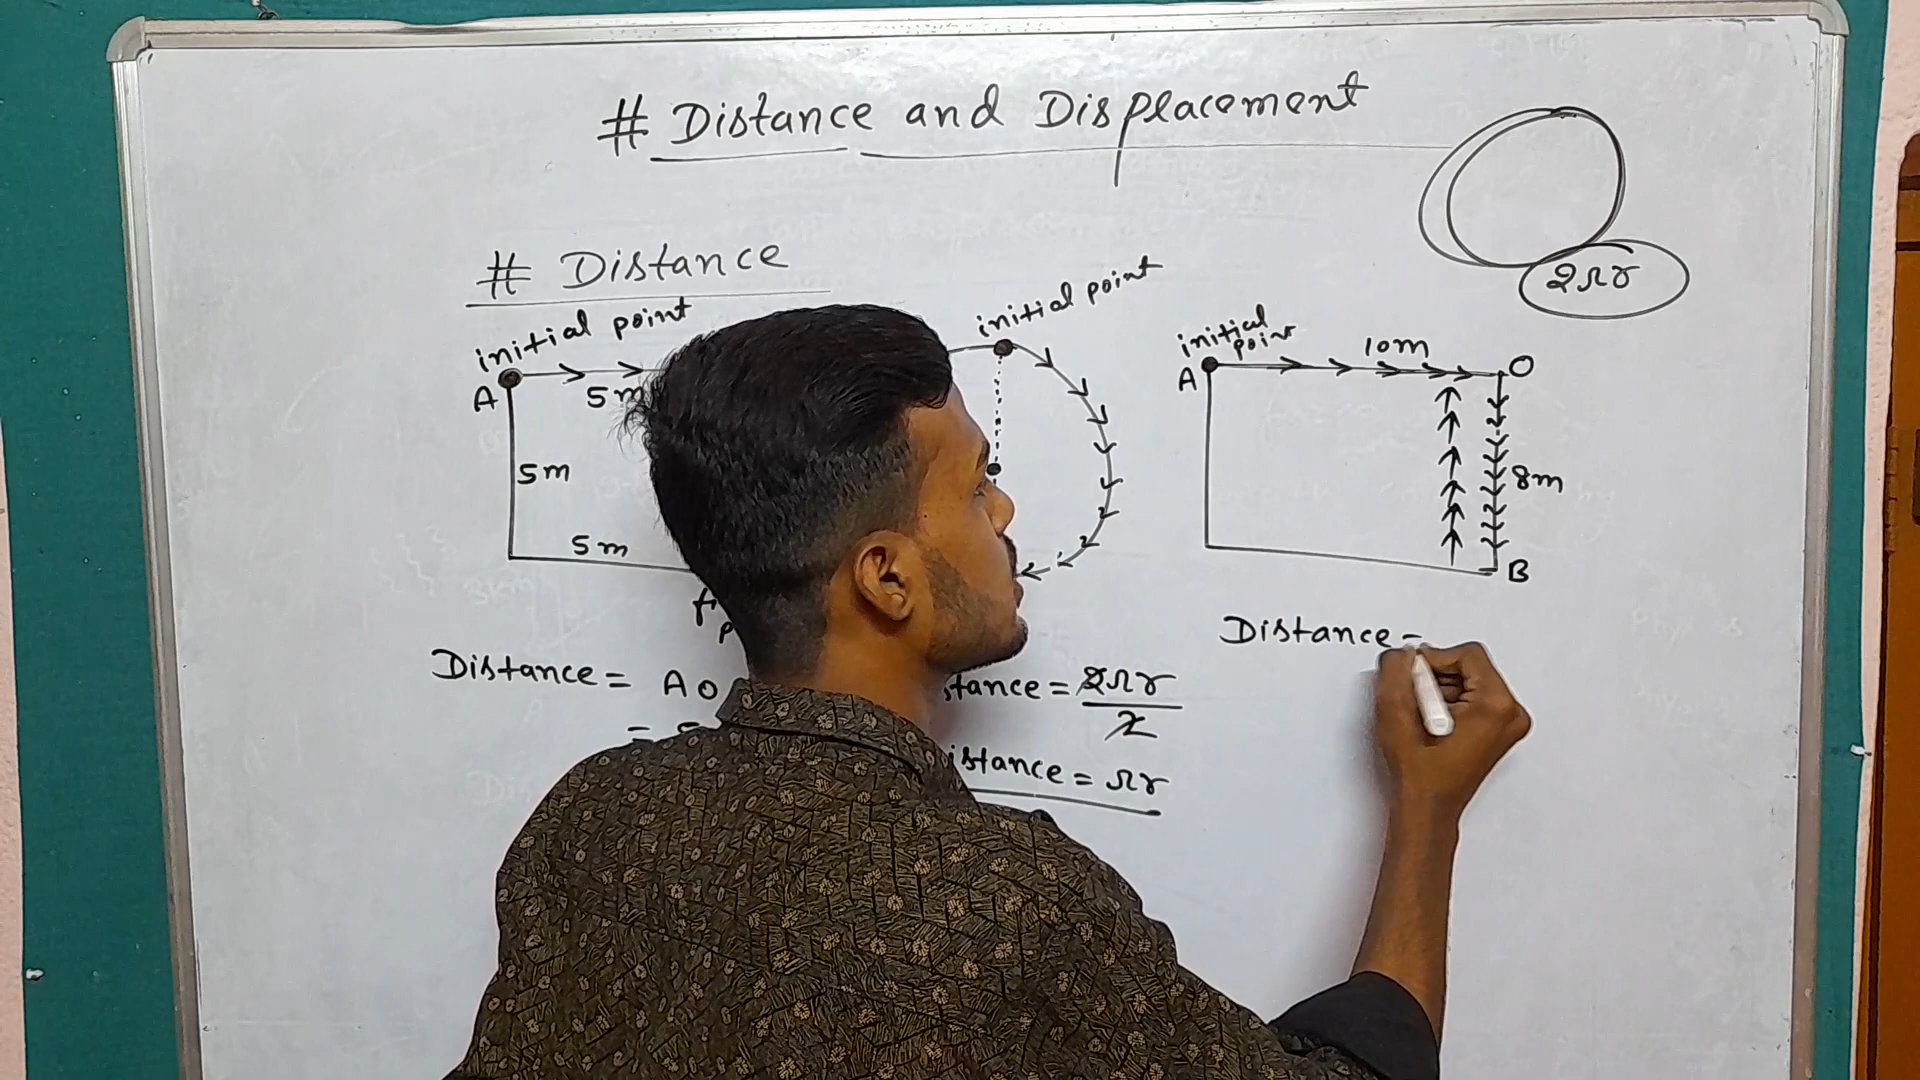 # Distance and Displacement
2πr
# Distance
initial point
A
5m
5m
5m
Distance = AO
=
initial point
stance = 2πr
2
istance = πr
initial
point
A
10m
O
8m
B
Distance =